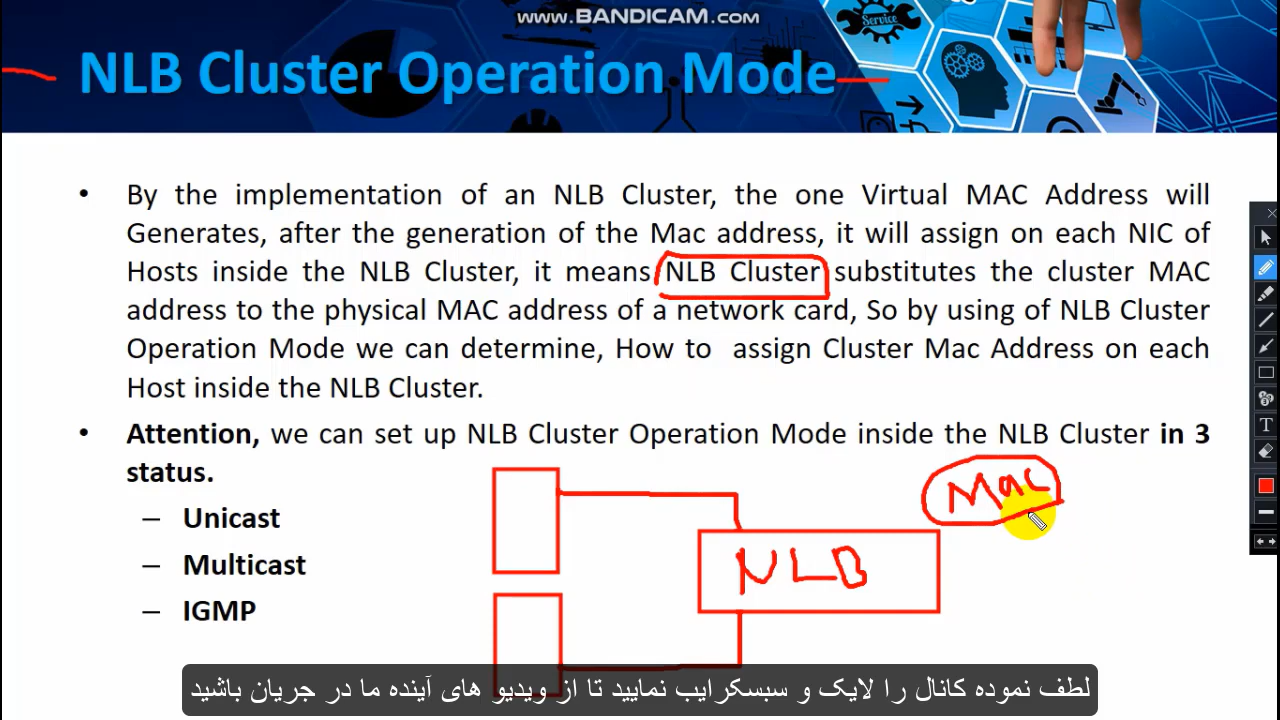 www.BANDICAM.com
Service
NLB Cluster Operation Mode
• By the implementation of an NLB Cluster, the one Virtual MAC Address will
Generates, after the generation of the Mac address, it will assign on each NIC of
Hosts inside the NLB Cluster, it means NLB Cluster substitutes the cluster MAC
address to the physical MAC address of a network card, So by using of NLB Cluster
Operation Mode we can determine, How to assign Cluster Mac Address on each
Host inside the NLB Cluster.
• Attention, we can set up NLB Cluster Operation Mode inside the NLB Cluster in 3
status.
– Unicast
– Multicast
– IGMP
Mac
NLB
لطف نموده کانال را لایک و سبسکرایب نمایید تا از ویدیو های آینده ما در جریان باشید